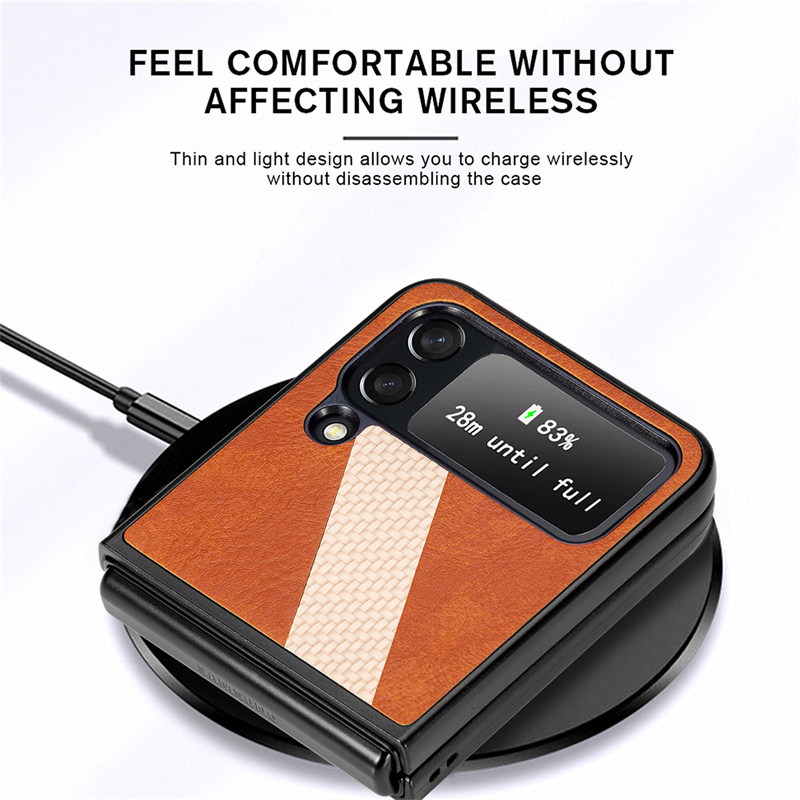 FEEL COMFORTABLE WITHOUT
AFFECTING WIRELESS
Thin and light design allows you to charge wirelessly
without disassembling the case
83%
28m until full